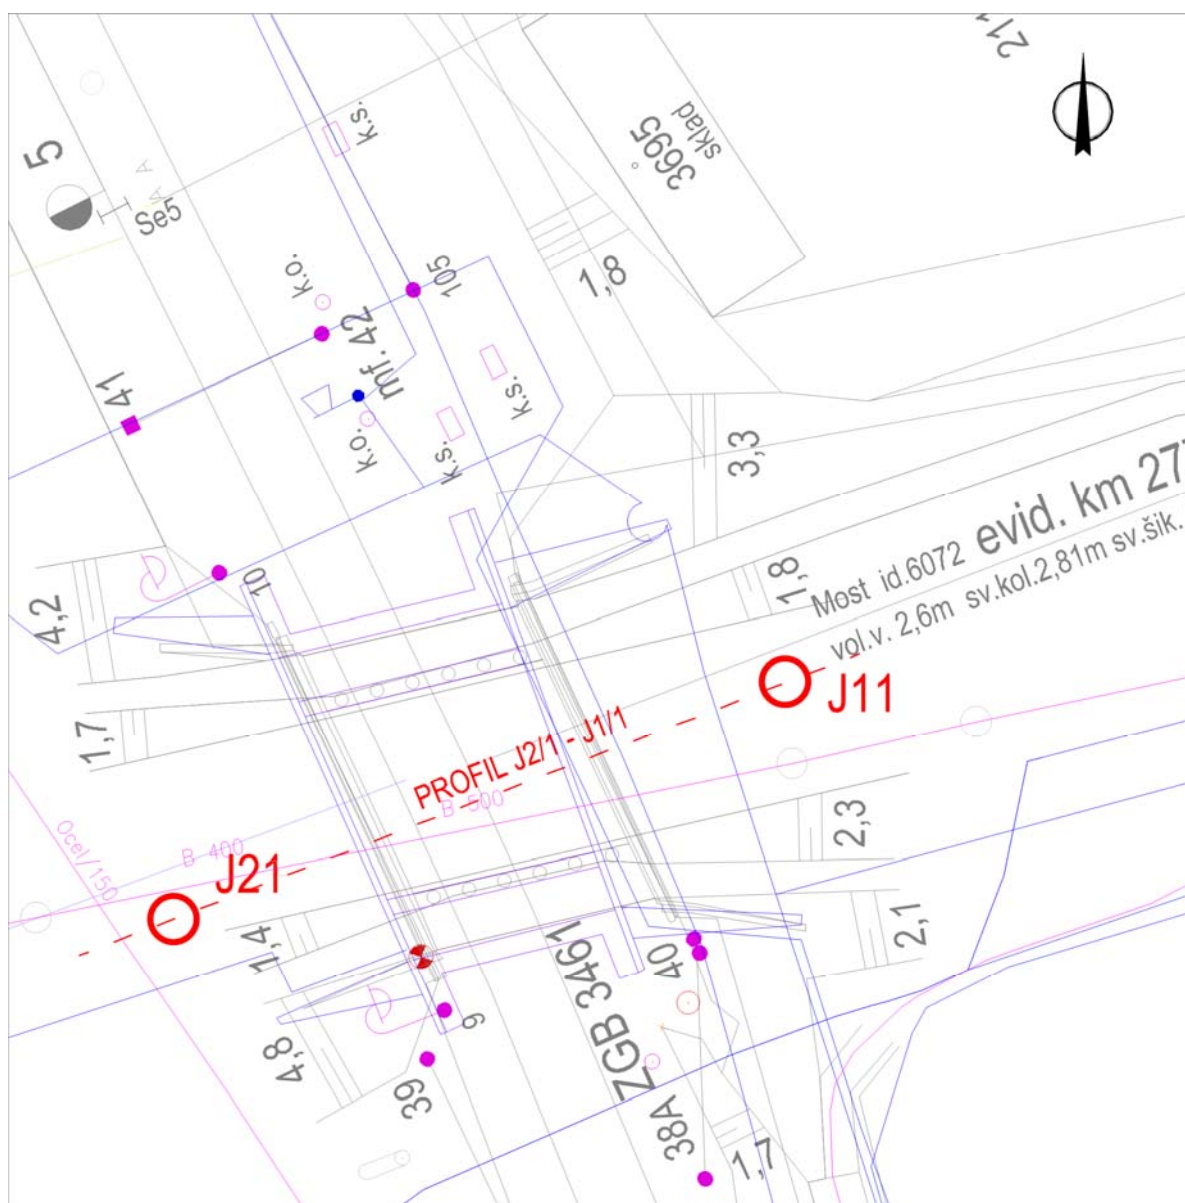 211
5
Se5
A A
k.s.
3695
sklad
1,8
k.o.
105
mf.42
41
k.s.
k.o.
k.s.
3,3
evid. km 27
Most id.6072
vol.v. 2,6m sv.kol.2,81m sv.šik.
1,8
10
4,2
1,7
J11
PROFIL J2/1 - J1/1
B 500
B 400
Ocel/150
J21
2,3
2,1
1,4
40
ZGB 3461
9
4,8
39
38A
1,7